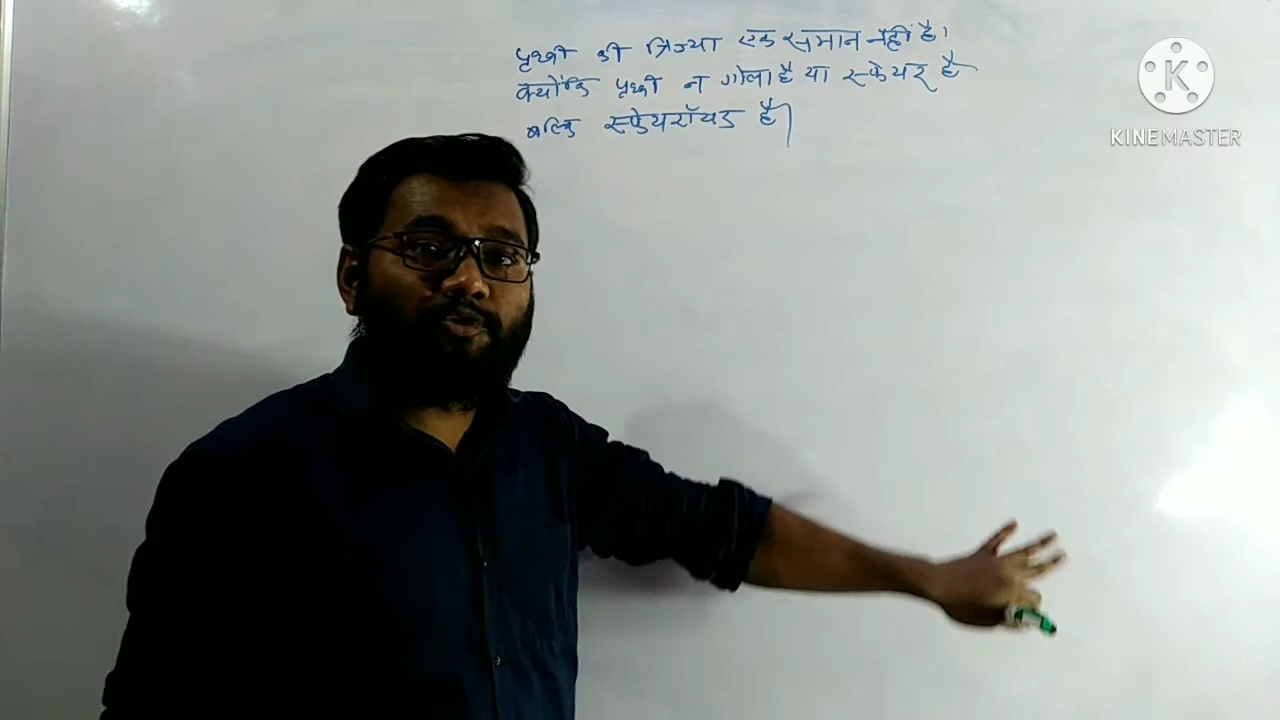 पृथ्वी की त्रिज्या एक समान नहीं है।
क्योंकि पृथ्वी न गोला है या स्फेयर है
बल्कि स्फेयरॉयड है।
K
KINEMASTER